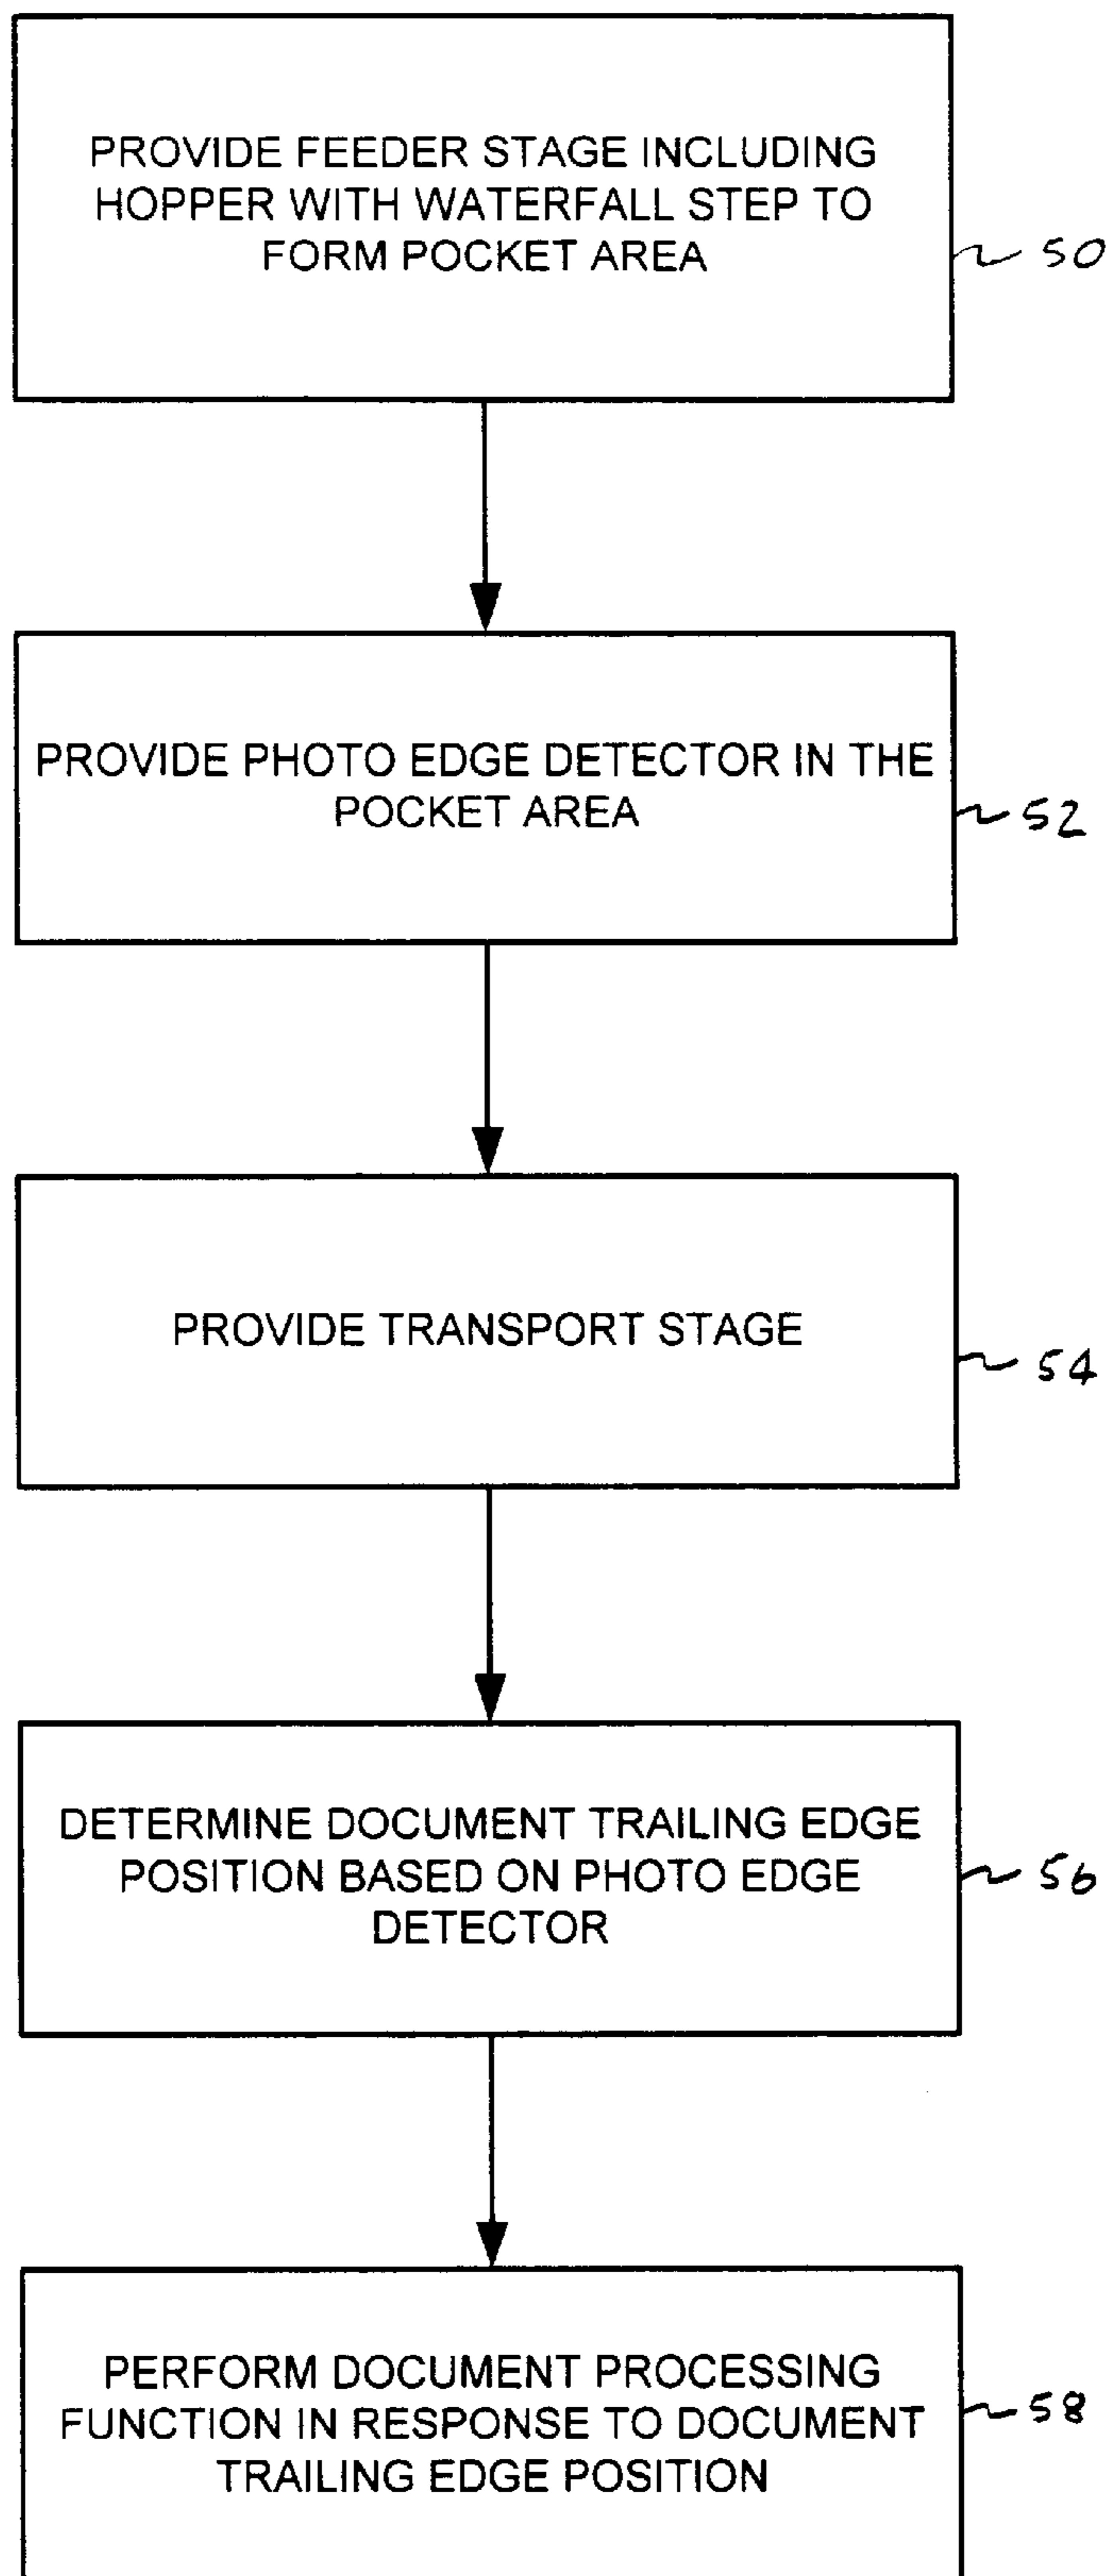 PROVIDE FEEDER STAGE INCLUDING
HOPPER WITH WATERFALL STEP TO
FORM POCKET AREA
50
PROVIDE PHOTO EDGE DETECTOR IN THE
POCKET AREA
52
PROVIDE TRANSPORT STAGE
54
DETERMINE DOCUMENT TRAILING EDGE
POSITION BASED ON PHOTO EDGE
DETECTOR
56
PERFORM DOCUMENT PROCESSING
FUNCTION IN RESPONSE TO DOCUMENT
TRAILING EDGE POSITION
58